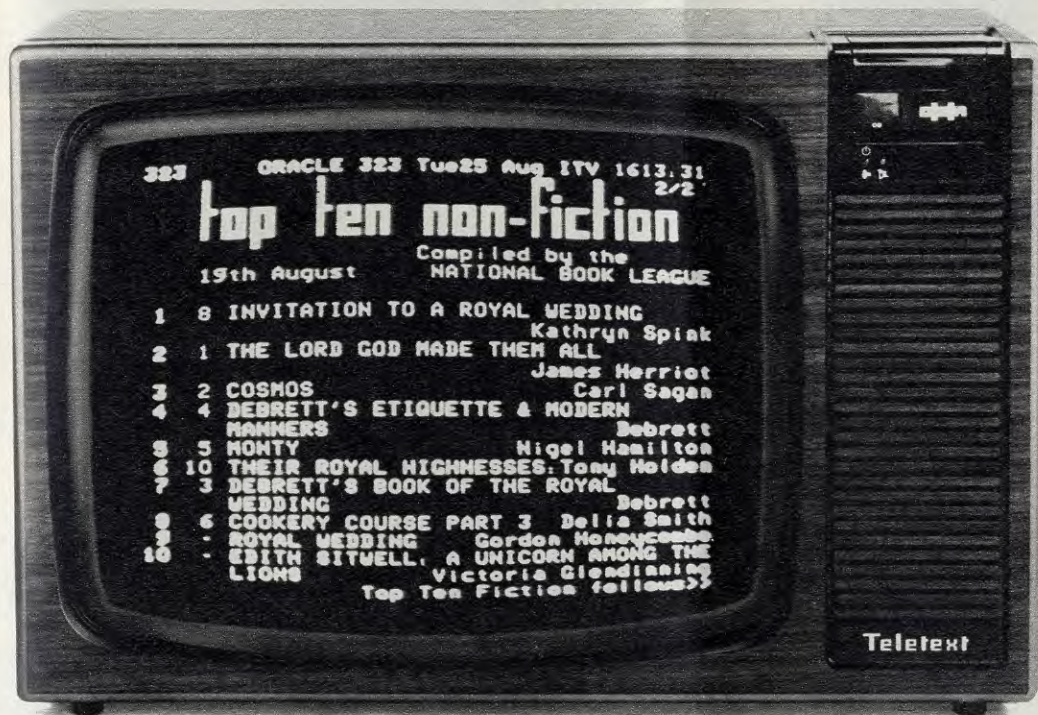 323 ORACLE 323 Tue25 Aug ITV 1613.31
2/2
top ten non-fiction
Compiled by the
19th August NATIONAL BOOK LEAGUE
1 8 INVITATION TO A ROYAL WEDDING
Kathryn Spink
2 1 THE LORD GOD MADE THEM ALL
James Herriot
3 2 COSMOS Carl Sagan
4 4 DEBRETT'S ETIQUETTE & MODERN
MANNERS Debrett
5 5 MONTY Nigel Hamilton
6 10 THEIR ROYAL HIGHNESSES. Tony Holden
7 3 DEBRETT'S BOOK OF THE ROYAL
WEDDING Debrett
8 6 COOKERY COURSE PART 3 Delia Smith
9 - ROYAL WEDDING Gordon Honeycombe
10 - EDITH SITWELL, A UNICORN AMONG THE
LIONS Victoria Glendinning
Top Ten Fiction follows>>
Teletext